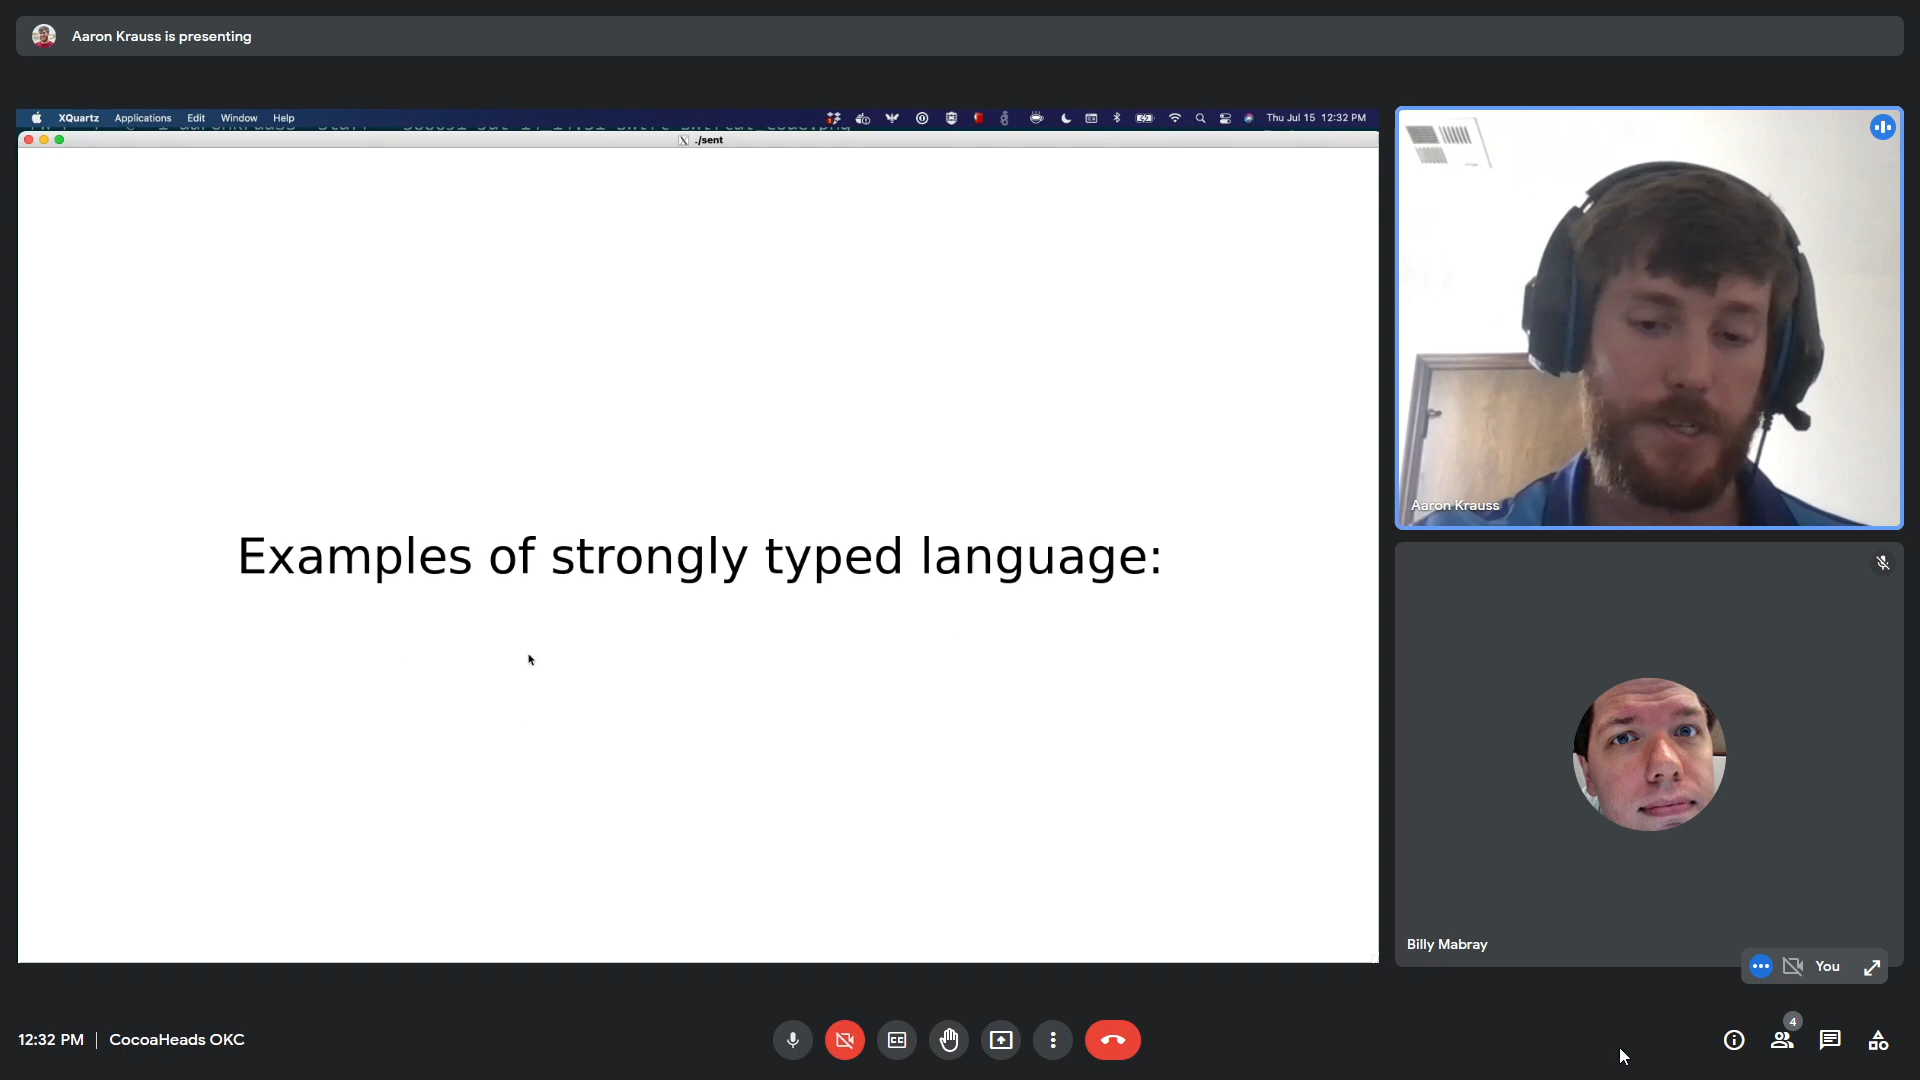 Aaron Krauss is presenting
XQuartz Applications Edit Window Help
Thu Jul 15 12:32 PM
./sent
Examples of strongly typed language:
Aaron Krauss
Billy Mabray
You
12:32 PM | CocoaHeads OKC
4